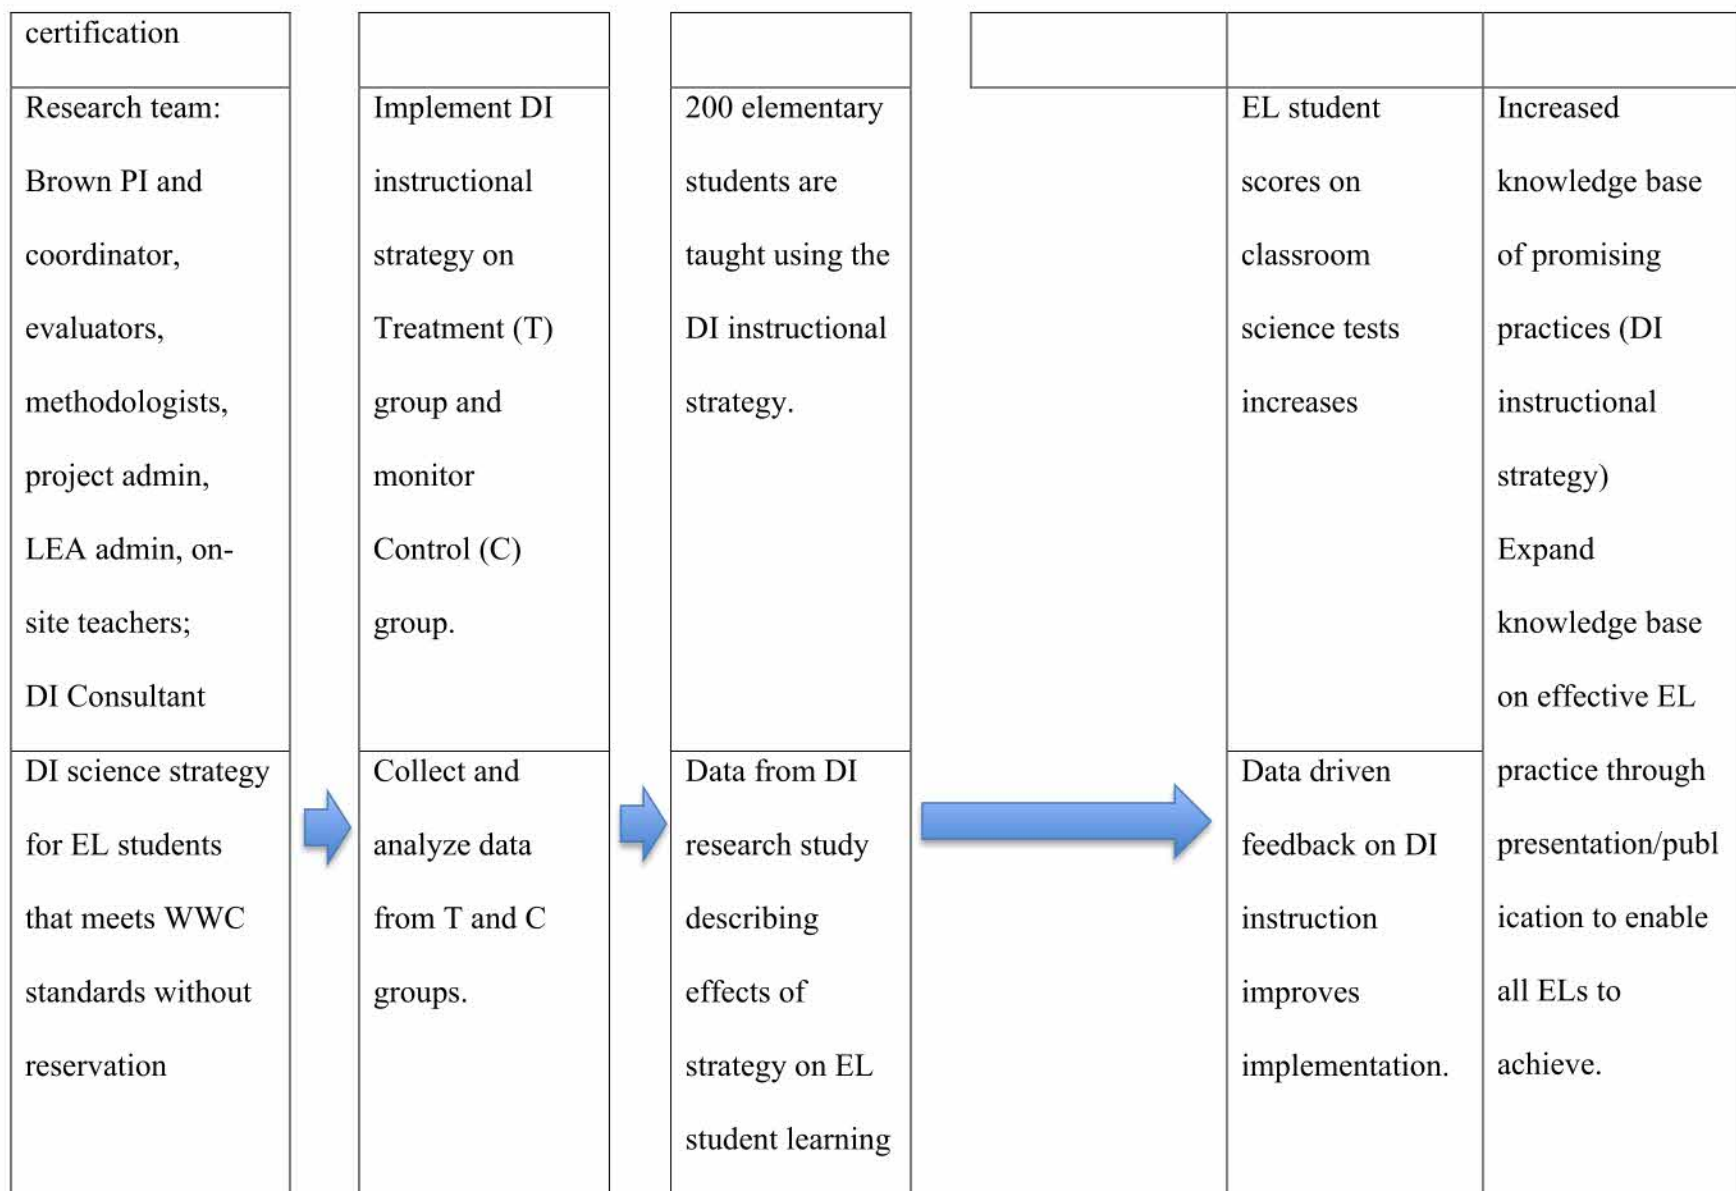 certification
Research team:
Brown PI and
coordinator,
evaluators,
methodologists,
project admin,
LEA admin, on-
site teachers;
DI Consultant
Implement DI
instructional
strategy on
Treatment (T)
group and
monitor
Control (C)
group.
200 elementary
students are
taught using the
DI instructional
strategy.
EL student
scores on
classroom
science tests
increases
Increased
knowledge base
of promising
practices (DI
instructional
strategy)
Expand
knowledge base
on effective EL
practice through
presentation/publ
ication to enable
all ELs to
achieve.
DI science strategy
for EL students
that meets WWC
standards without
reservation
Collect and
analyze data
from T and C
groups.
Data from DI
research study
describing
effects of
strategy on EL
student learning
Data driven
feedback on DI
instruction
improves
implementation.